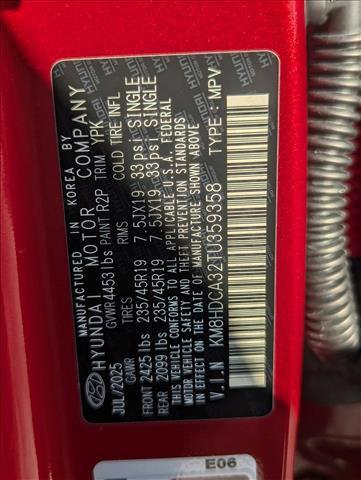 MANUFACTURED IN KOREA BY
HYUNDAI MOTOR COMPANY
JUL/2025 GVWR 4453 lbs PAINT R2P TRIM YPK
GAWR TIRES RIMS COLD TIRE INFL
FRONT 2425 lbs 235/45R19 7.5JX19 33psi/SINGLE
REAR 2099 lbs 235/45R19 7.5JX19 33psi/SINGLE
THIS VEHICLE CONFORMS TO ALL APPLICABLE FEDERAL
MOTOR VEHICLE SAFETY AND THEFT PREVENTION STANDARDS
IN EFFECT ON THE DATE OF MANUFACTURE SHOWN ABOVE.
V.I.N KM8HDCA32TU359358 TYPE: MPV
E06